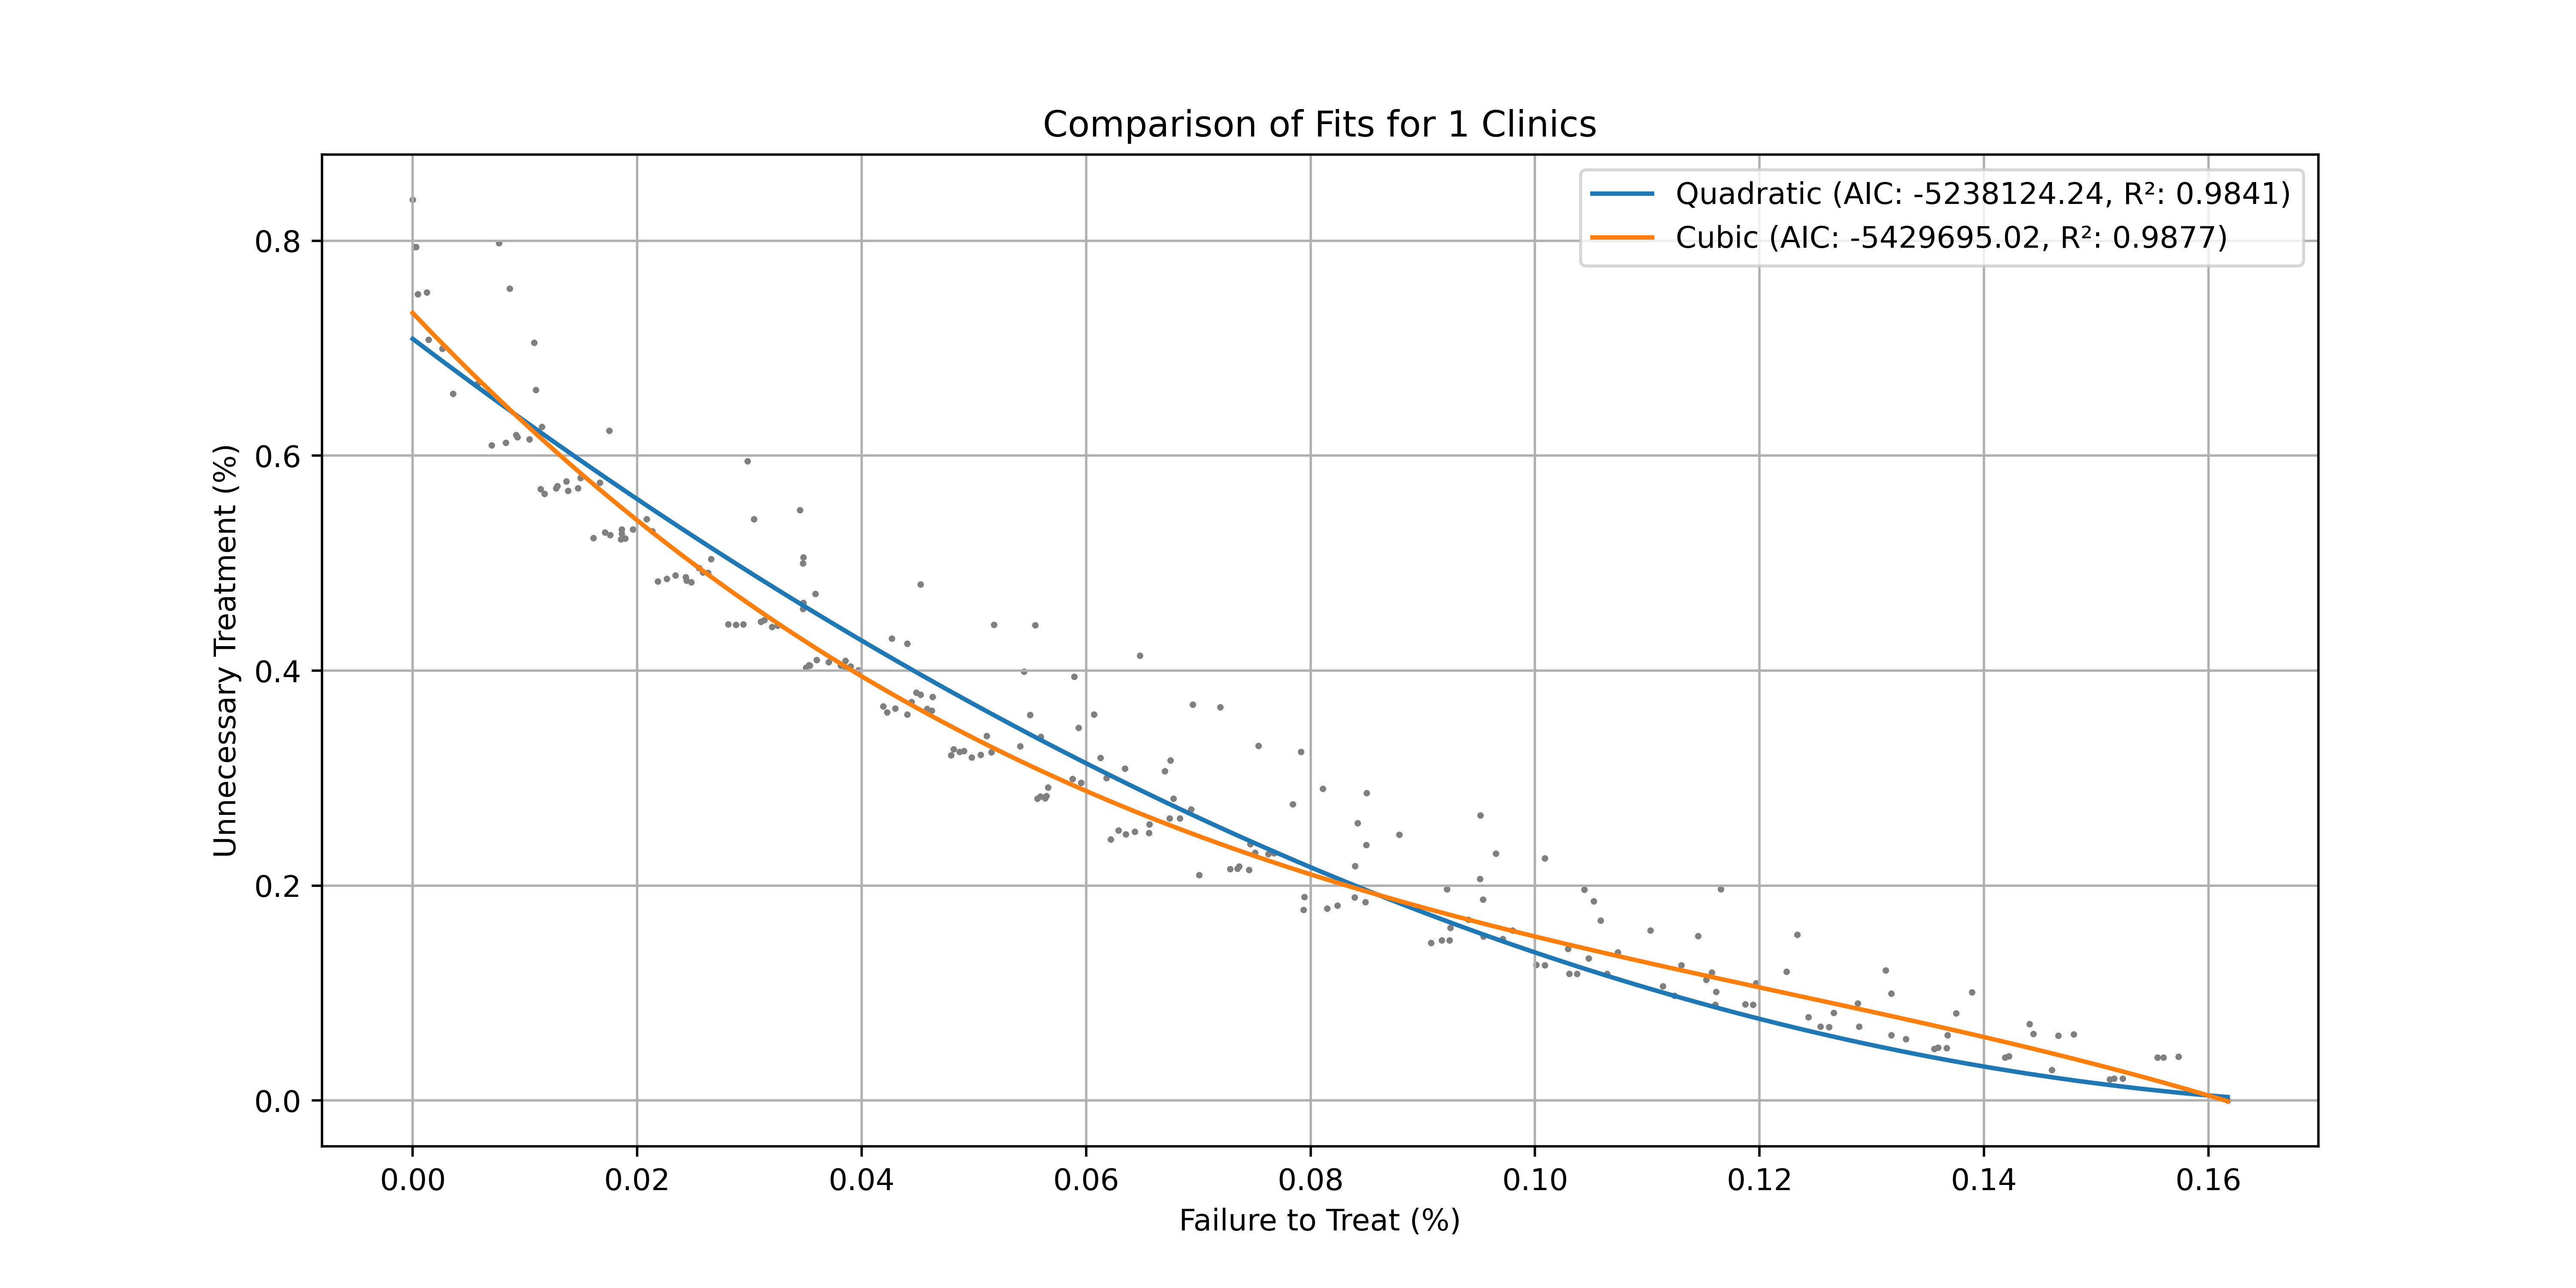 Comparison of Fits for 1 Clinics
Quadratic (AIC: -5238124.24, R²: 0.9841)
Cubic (AIC: -5429695.02, R²: 0.9877)
Unnecessary Treatment (%)
0.8
0.6
0.4
0.2
0.0
0.00 0.02 0.04 0.06 0.08 0.10 0.12 0.14 0.16
Failure to Treat (%)